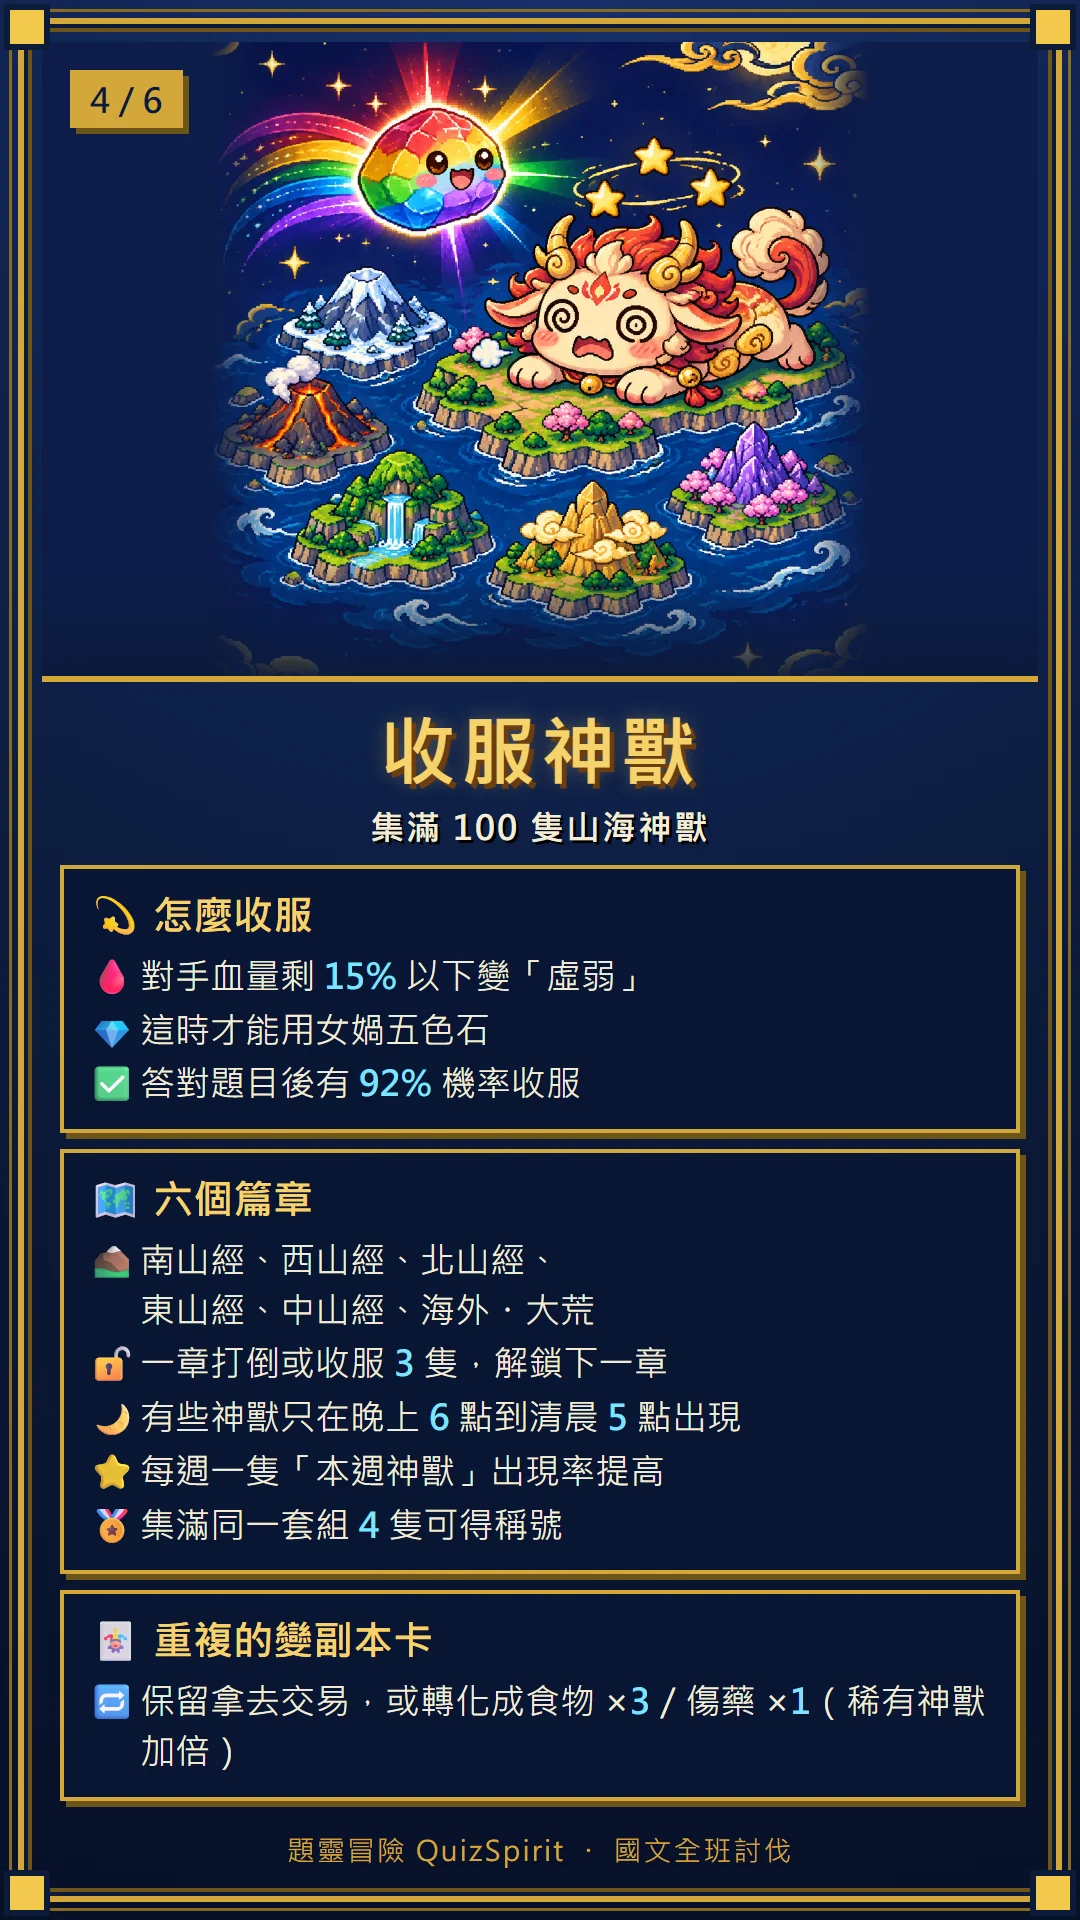 4/6
收服神獸
集滿 100 隻山海神獸
怎麼收服
對手血量剩 15% 以下變「虛弱」
這時才能用女媧五色石
答對題目後有 92% 機率收服
六個篇章
南山經、西山經、北山經、
東山經、中山經、海外・大荒
一章打倒或收服 3 隻，解鎖下一章
有些神獸只在晚上 6 點到清晨 5 點出現
每週一隻「本週神獸」出現率提高
集滿同一套組 4 隻可得稱號
重複的變副本卡
保留拿去交易，或轉化成食物 ×3 / 傷藥 ×1（稀有神獸
加倍）
題靈冒險 QuizSpirit · 國文全班討伐